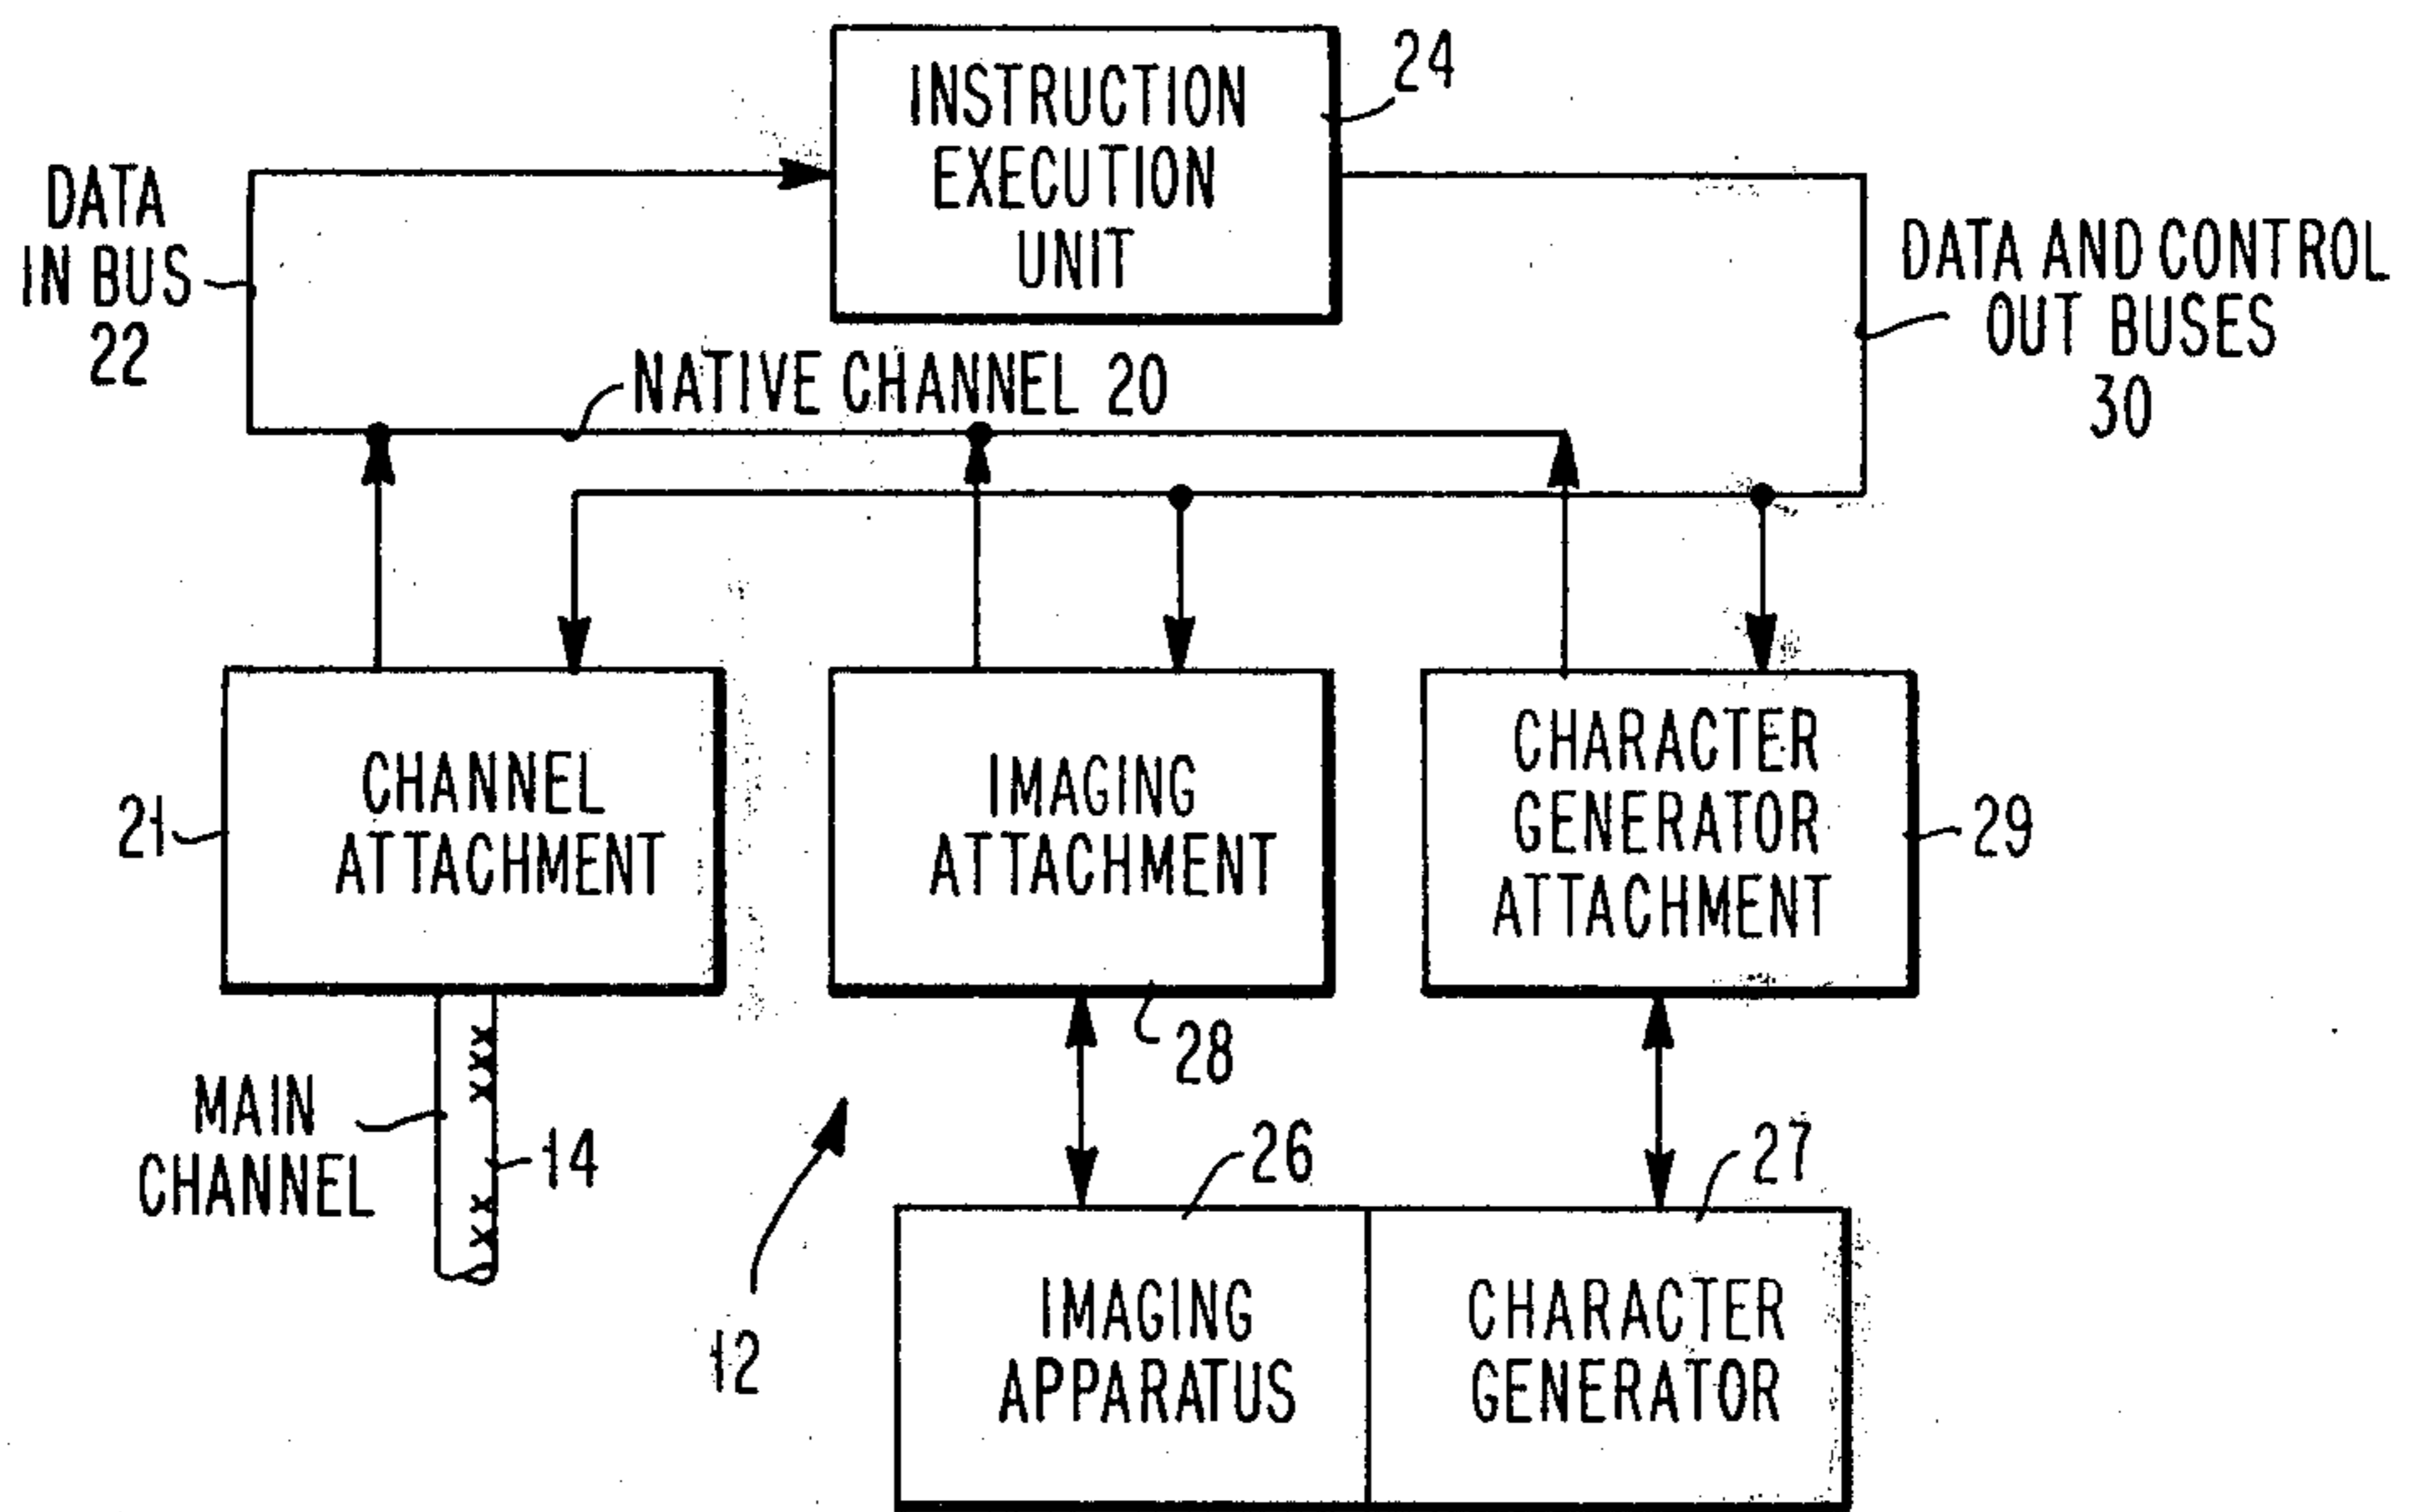 INSTRUCTION
EXECUTION
UNIT
24
DATA
IN BUS
22
DATA AND CONTROL
OUT BUSES
30
NATIVE CHANNEL 20
CHANNEL
ATTACHMENT
21
IMAGING
ATTACHMENT
28
CHARACTER
GENERATOR
ATTACHMENT
29
MAIN
CHANNEL
14
12
26
27
IMAGING
APPARATUS
CHARACTER
GENERATOR